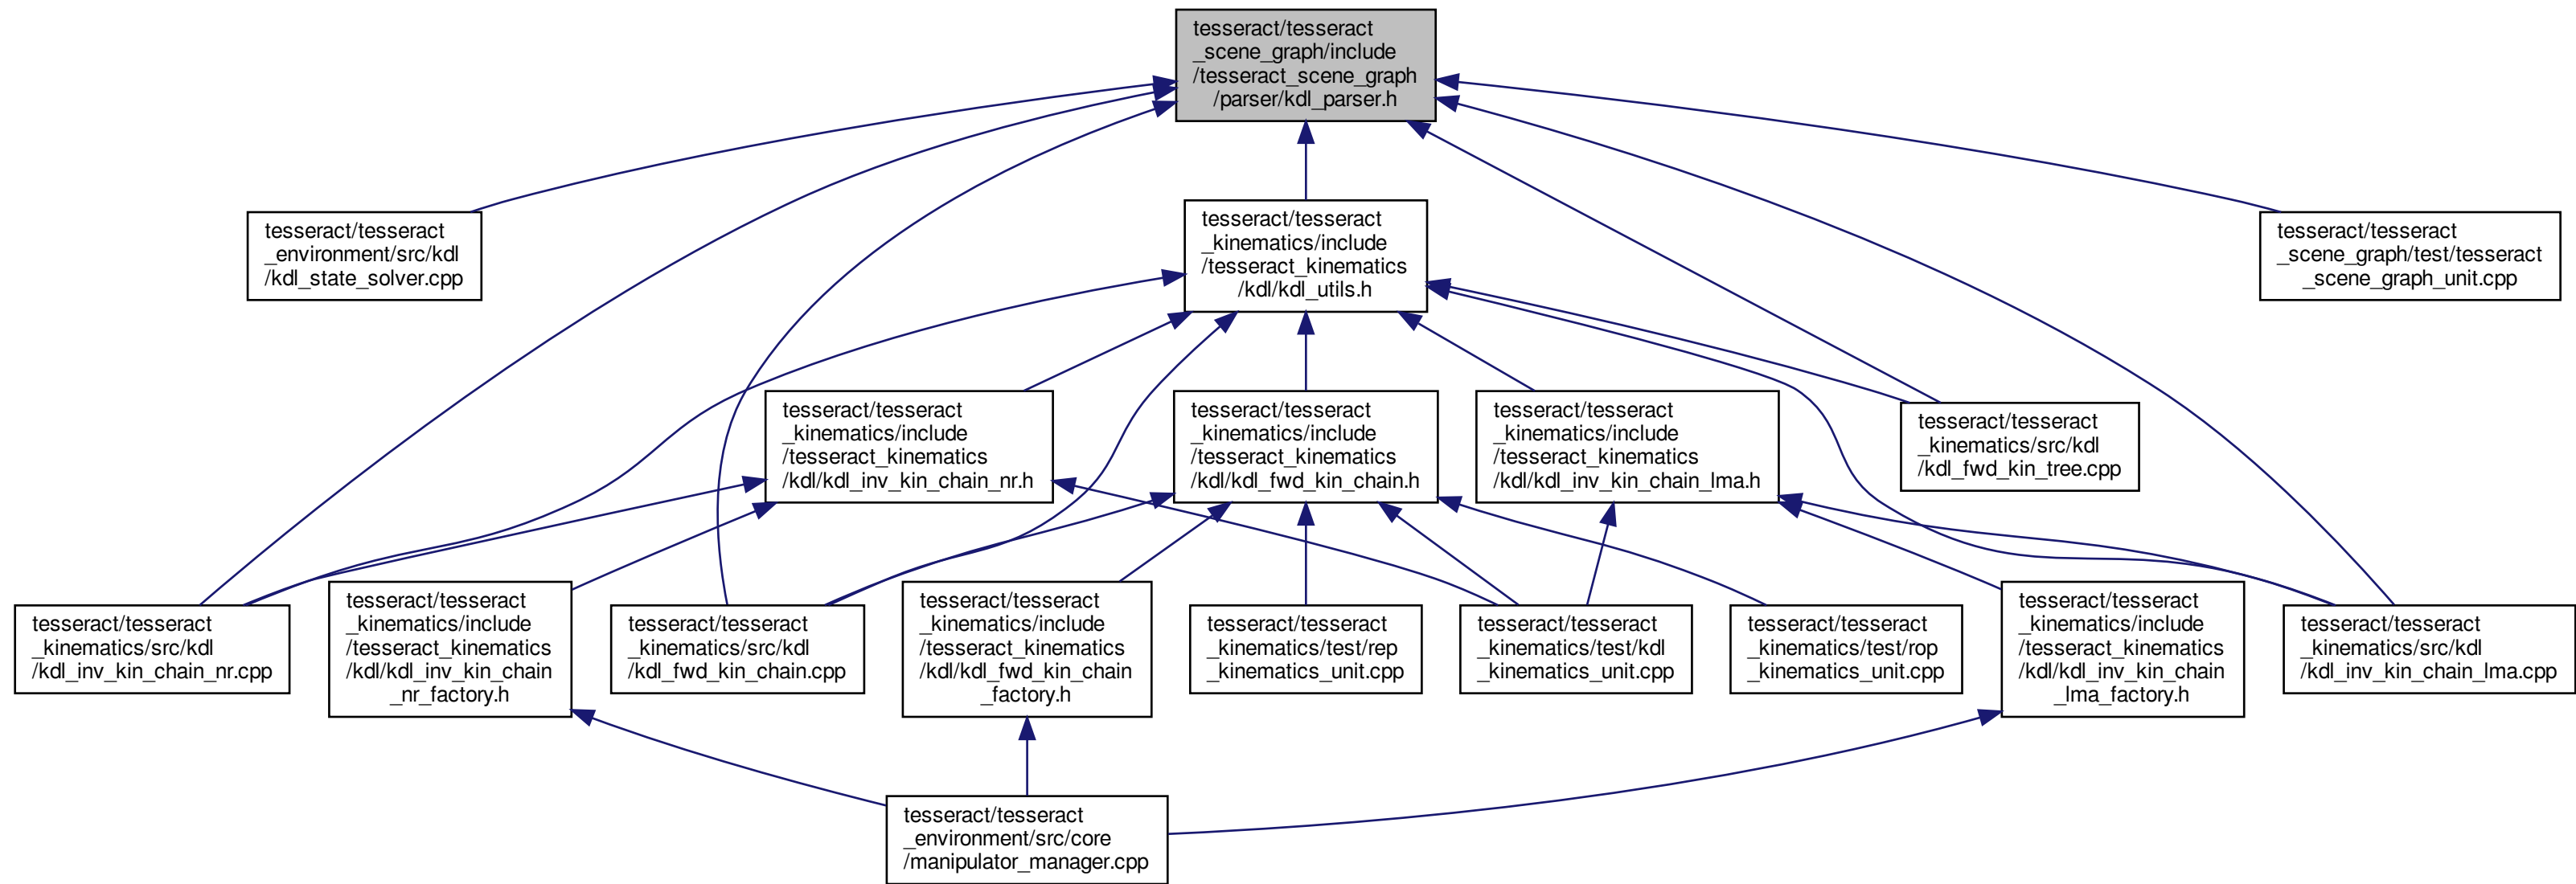 tesseract/tesseract
_scene_graph/include
/tesseract_scene_graph
/parser/kdl_parser.h
tesseract/tesseract
_environment/src/kdl
/kdl_state_solver.cpp
tesseract/tesseract
_kinematics/include
/tesseract_kinematics
/kdl/kdl_utils.h
tesseract/tesseract
_scene_graph/test/tesseract
_scene_graph_unit.cpp
tesseract/tesseract
_kinematics/include
/tesseract_kinematics
/kdl/kdl_inv_kin_chain_nr.h
tesseract/tesseract
_kinematics/include
/tesseract_kinematics
/kdl/kdl_fwd_kin_chain.h
tesseract/tesseract
_kinematics/include
/tesseract_kinematics
/kdl/kdl_inv_kin_chain_lma.h
tesseract/tesseract
_kinematics/src/kdl
/kdl_fwd_kin_tree.cpp
tesseract/tesseract
_kinematics/src/kdl
/kdl_inv_kin_chain_nr.cpp
tesseract/tesseract
_kinematics/include
/tesseract_kinematics
/kdl/kdl_inv_kin_chain
_nr_factory.h
tesseract/tesseract
_kinematics/src/kdl
/kdl_fwd_kin_chain.cpp
tesseract/tesseract
_kinematics/include
/tesseract_kinematics
/kdl/kdl_fwd_kin_chain
_factory.h
tesseract/tesseract
_kinematics/test/rep
_kinematics_unit.cpp
tesseract/tesseract
_kinematics/test/kdl
_kinematics_unit.cpp
tesseract/tesseract
_kinematics/test/rop
_kinematics_unit.cpp
tesseract/tesseract
_kinematics/include
/tesseract_kinematics
/kdl/kdl_inv_kin_chain
_lma_factory.h
tesseract/tesseract
_kinematics/src/kdl
/kdl_inv_kin_chain_lma.cpp
tesseract/tesseract
_environment/src/core
/manipulator_manager.cpp